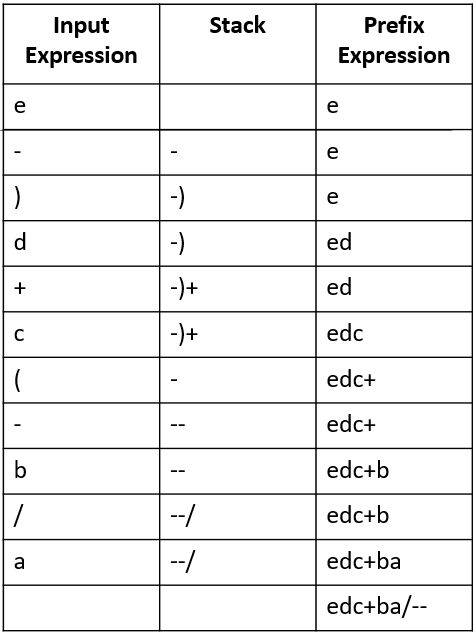 Input Expression Stack Prefix Expression
e e
- - e
) -) e
d -) ed
+ -)+ ed
c -)+ edc
( - edc+
- -- edc+
b -- edc+b
/ --/ edc+b
a --/ edc+ba
edc+ba/--